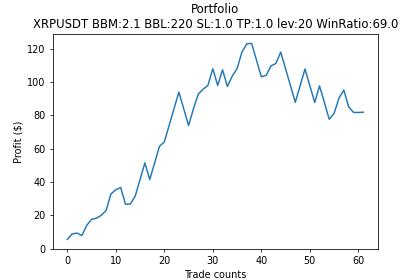 Portfolio
XRPUSDT BBM:2.1 BBL:220 SL:1.0 TP:1.0 lev:20 WinRatio:69.0
120
100
80
60
40
20
0
Profit ($)
0 10 20 30 40 50 60
Trade counts